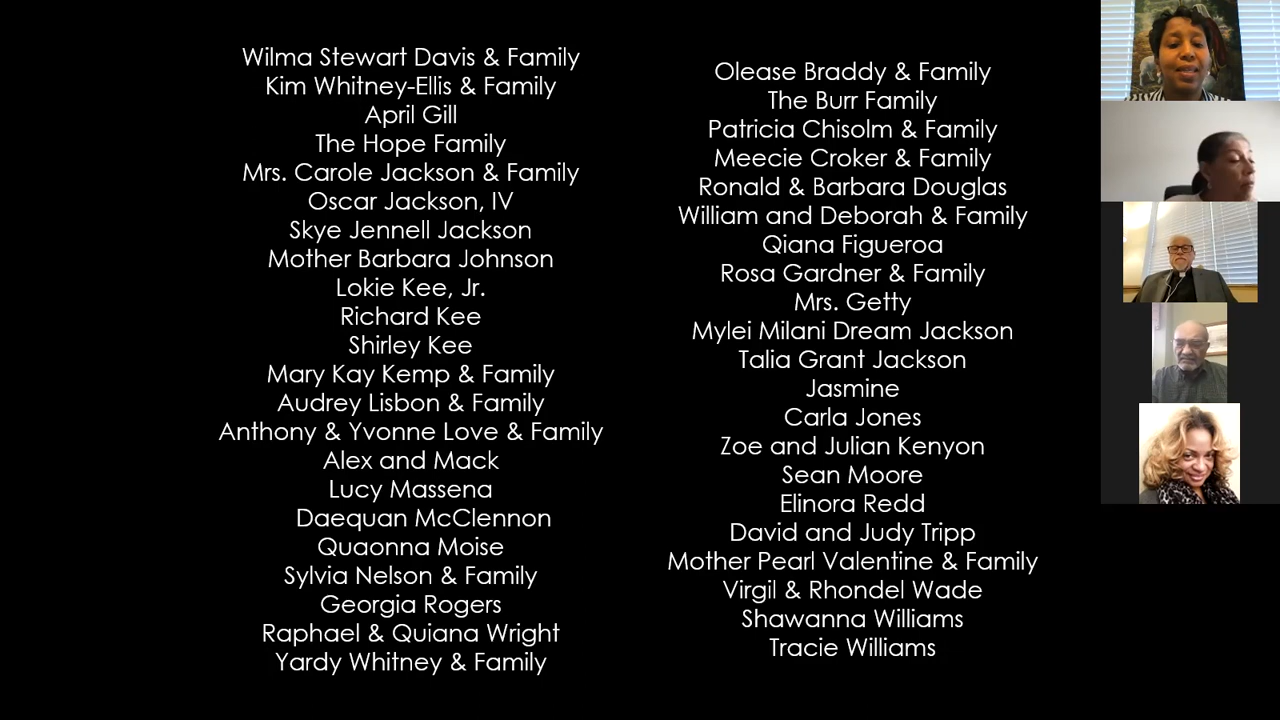 Wilma Stewart Davis & Family
Kim Whitney-Ellis & Family
April Gill
The Hope Family
Mrs. Carole Jackson & Family
Oscar Jackson, IV
Skye Jennell Jackson
Mother Barbara Johnson
Lokie Kee, Jr.
Richard Kee
Shirley Kee
Mary Kay Kemp & Family
Audrey Lisbon & Family
Anthony & Yvonne Love & Family
Alex and Mack
Lucy Massena
Daequan McClennon
Quaonna Moise
Sylvia Nelson & Family
Georgia Rogers
Raphael & Quiana Wright
Yardy Whitney & Family
Olease Braddy & Family
The Burr Family
Patricia Chisolm & Family
Meecie Croker & Family
Ronald & Barbara Douglas
William and Deborah & Family
Qiana Figueroa
Rosa Gardner & Family
Mrs. Getty
Mylei Milani Dream Jackson
Talia Grant Jackson
Jasmine
Carla Jones
Zoe and Julian Kenyon
Sean Moore
Elinora Redd
David and Judy Tripp
Mother Pearl Valentine & Family
Virgil & Rhondel Wade
Shawanna Williams
Tracie Williams